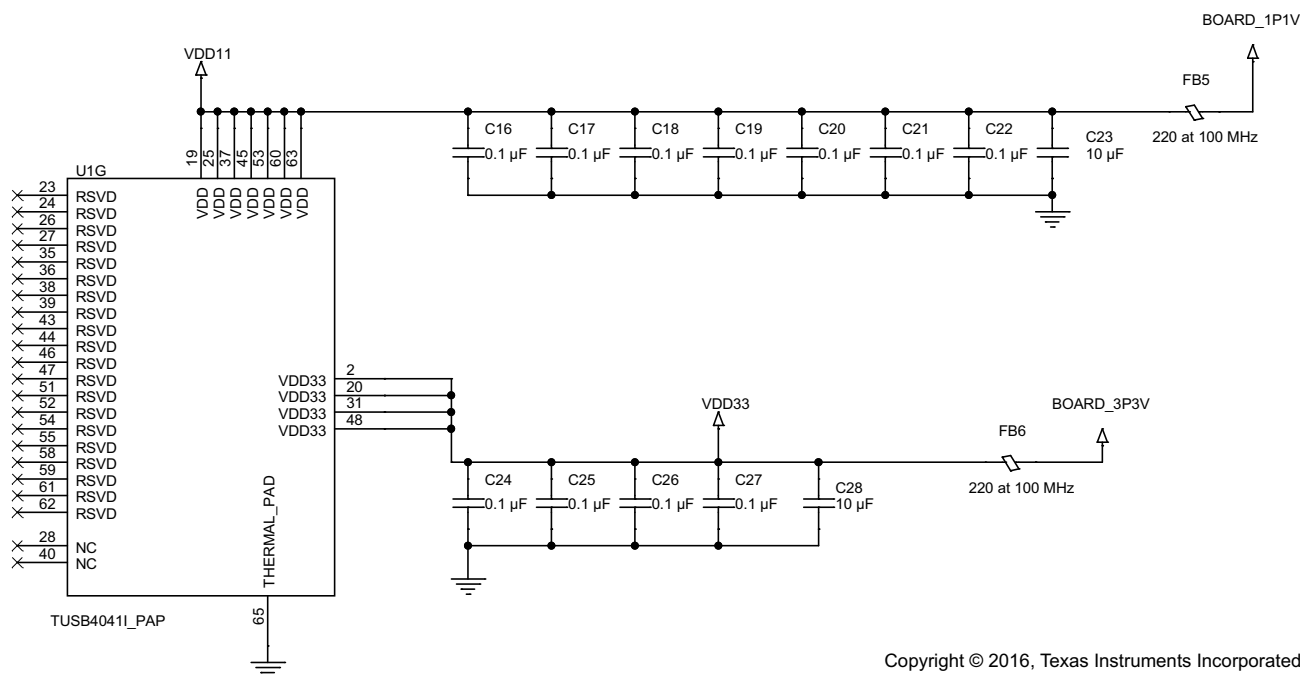 BOARD_1P1V
VDD11
FB5
220 at 100 MHz
C16
0.1 µF
C17
0.1 µF
C18
0.1 µF
C19
0.1 µF
C20
0.1 µF
C21
0.1 µF
C22
0.1 µF
C23
10 µF
19
25
37
45
53
60
63
U1G
VDD
VDD
VDD
VDD
VDD
VDD
VDD
23 RSVD
24 RSVD
26 RSVD
27 RSVD
35 RSVD
36 RSVD
38 RSVD
39 RSVD
43 RSVD
44 RSVD
46 RSVD
47 RSVD
51 RSVD
52 RSVD
54 RSVD
55 RSVD
58 RSVD
59 RSVD
61 RSVD
62 RSVD
28 NC
40 NC
VDD33 2
VDD33 20
VDD33 31
VDD33 48
THERMAL_PAD
65
TUSB4041I_PAP
VDD33
BOARD_3P3V
FB6
220 at 100 MHz
C24
0.1 µF
C25
0.1 µF
C26
0.1 µF
C27
0.1 µF
C28
10 µF
Copyright © 2016, Texas Instruments Incorporated